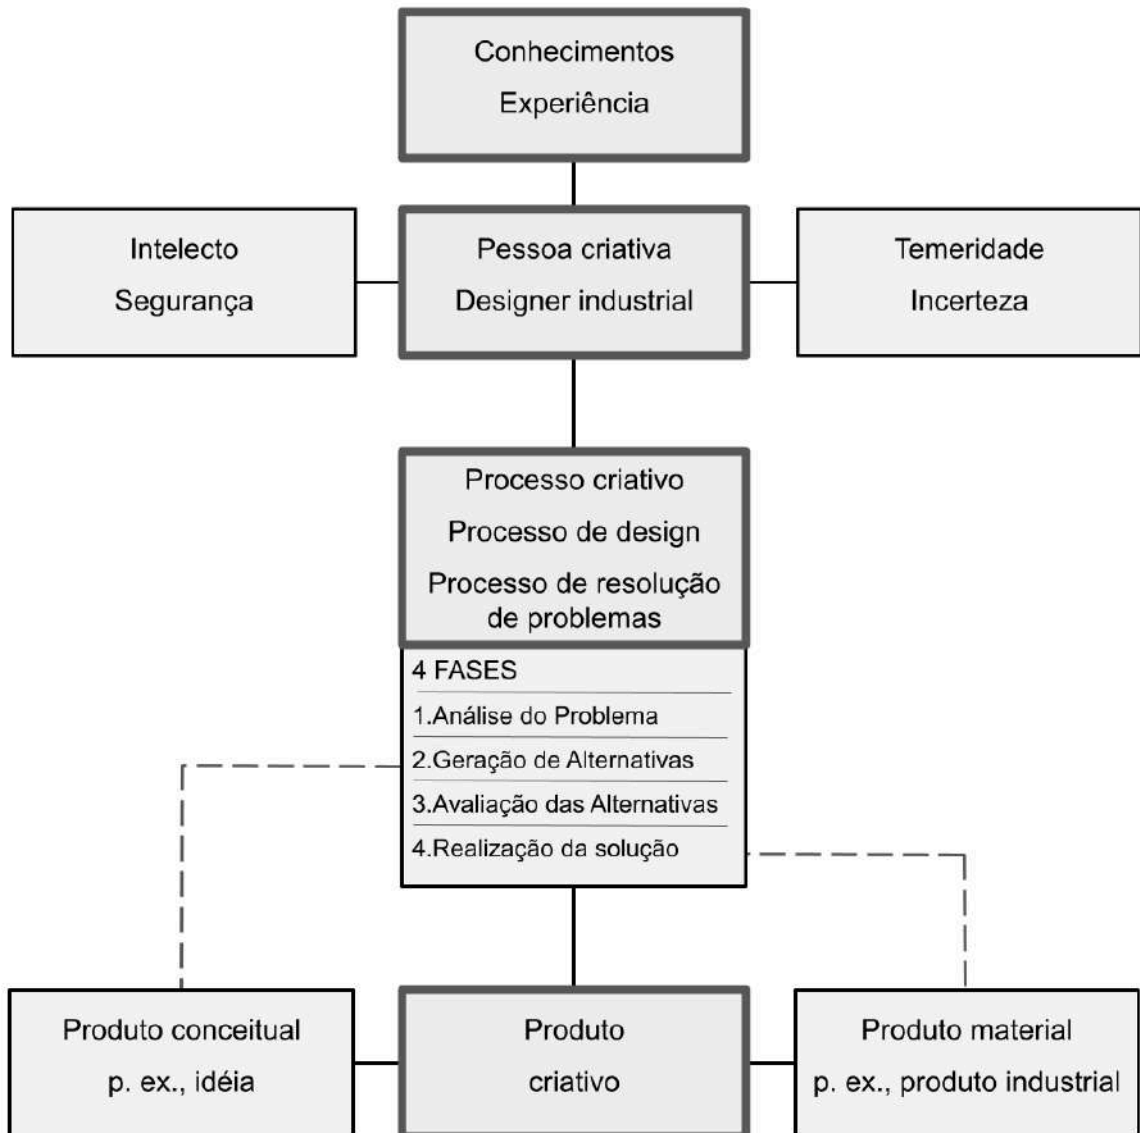 Conhecimentos
Experiência
Intelecto
Segurança
Pessoa criativa
Designer industrial
Temeridade
Incerteza
Processo criativo
Processo de design
Processo de resolução
de problemas
4 FASES
1.Análise do Problema
2.Geração de Alternativas
3.Avaliação das Alternativas
4.Realização da solução
Produto conceitual
p. ex., idéia
Produto
criativo
Produto material
p. ex., produto industrial